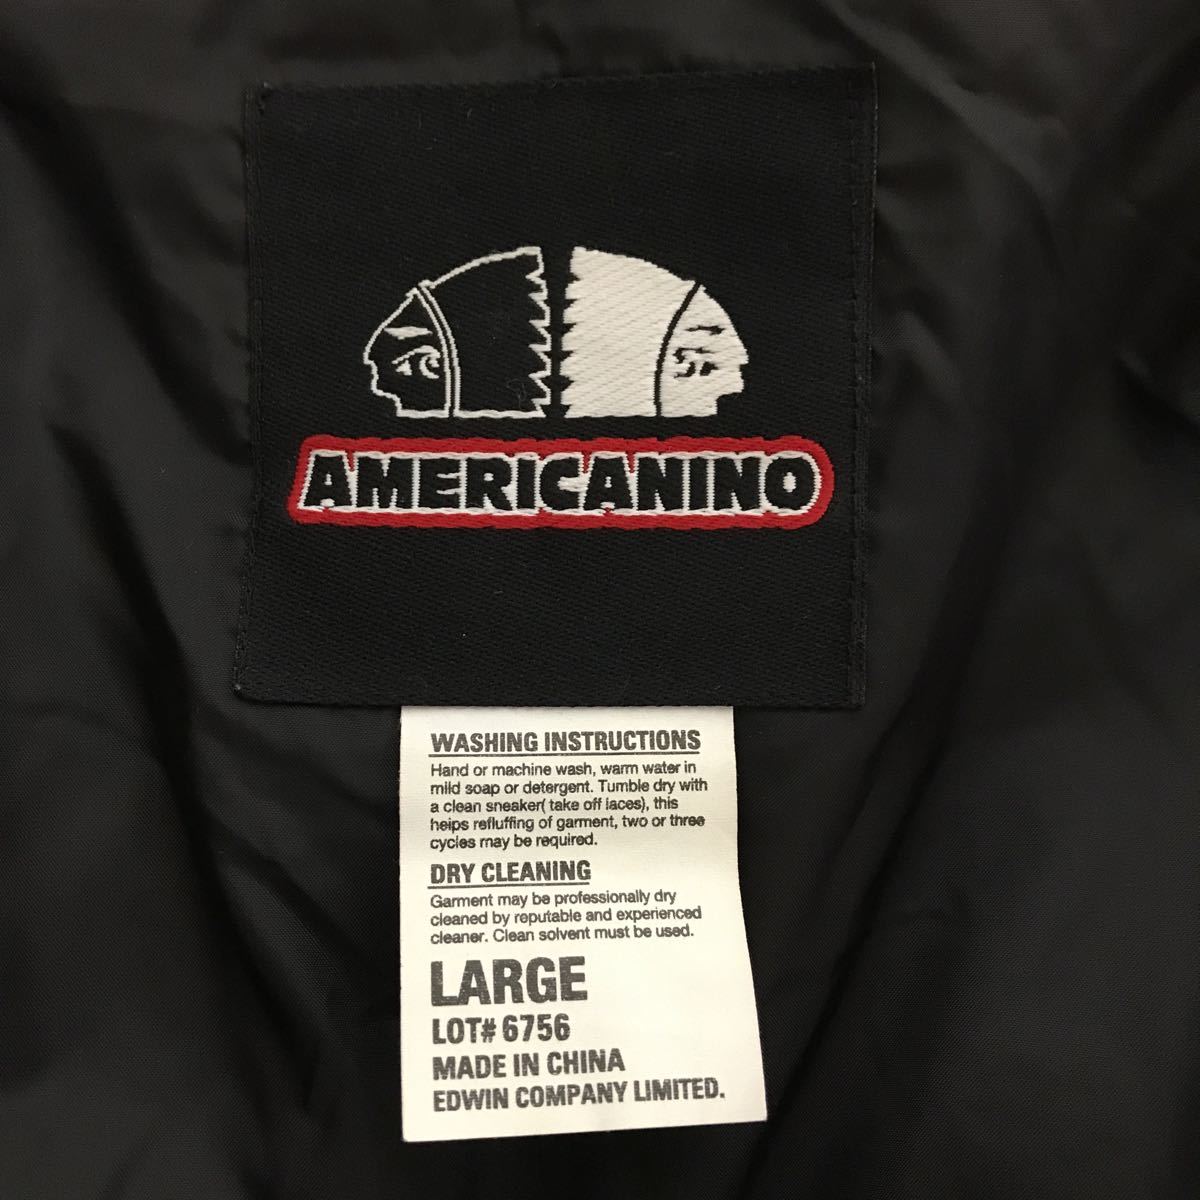 AMERICANINO
WASHING INSTRUCTIONS
Hand or machine wash, warm water in
mild soap or detergent. Tumble dry with
a clean sneaker( take off laces), this
helps refluffing of garment, two or three
cycles may be required.
DRY CLEANING
Garment may be professionally dry
cleaned by reputable and experienced
cleaner. Clean solvent must be used.
LARGE
LOT# 6756
MADE IN CHINA
EDWIN COMPANY LIMITED.